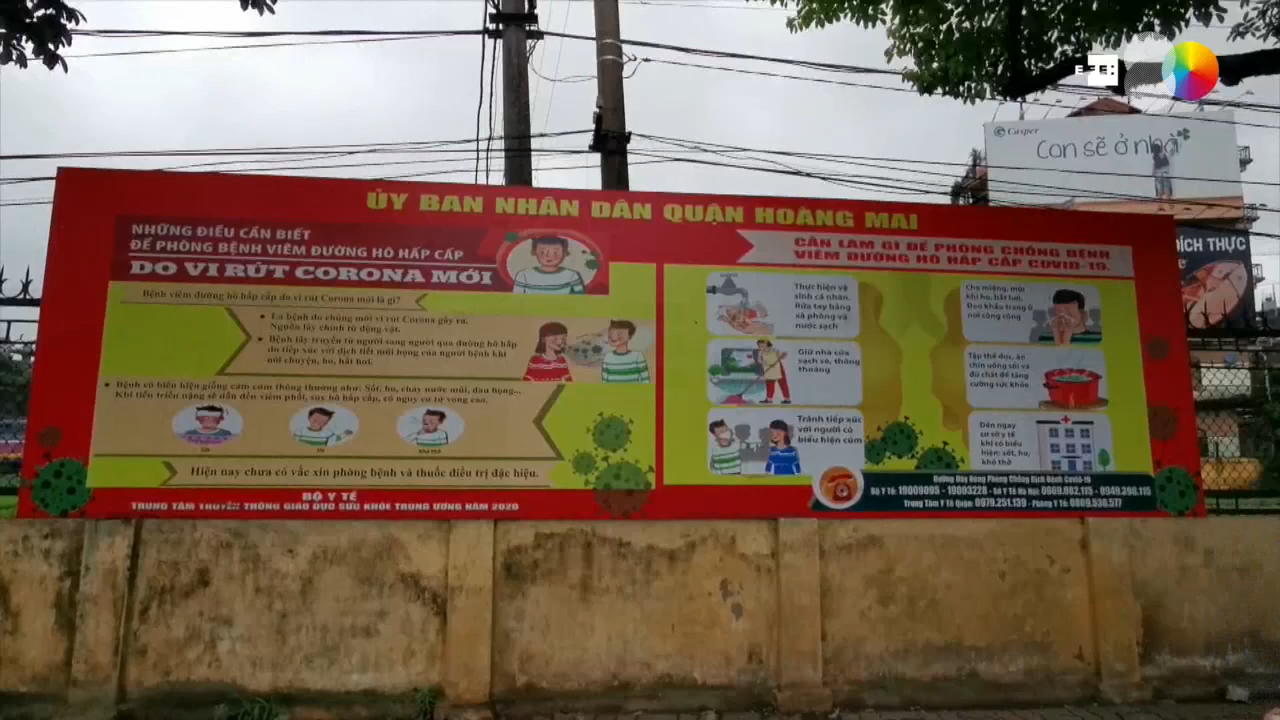 EFE:
Casper
Con sẽ ở nhà
ĐÍCH THỰC
ỦY BAN NHÂN DÂN QUẬN HOÀNG MAI
NHỮNG ĐIỀU CẦN BIẾT
ĐỂ PHÒNG BỆNH VIÊM ĐƯỜNG HÔ HẤP CẤP
DO VI RÚT CORONA MỚI
Bệnh viêm đường hô hấp cấp do vi rút Corona mới là gì?
Là bệnh do chủng mới vi rút Corona gây ra.
Nguồn lây chính từ động vật.
Bệnh lây truyền từ người sang người qua đường hô hấp
do tiếp xúc với dịch tiết mũi họng của người bệnh khi
nói chuyện, ho, hắt hơi.
Bệnh có biểu hiện giống cảm cúm thông thường như: Sốt, ho, chảy nước mũi, đau họng...
Khi tiến triển nặng sẽ dẫn đến viêm phổi, suy hô hấp cấp, có nguy cơ tử vong cao.
Sốt
Ho
Khó thở
Hiện nay chưa có vắc xin phòng bệnh và thuốc điều trị đặc hiệu.
BỘ Y TẾ
TRUNG TÂM TRUYỀN THÔNG GIÁO DỤC SỨC KHỎE TRUNG ƯƠNG NĂM 2020
CẦN LÀM GÌ ĐỂ PHÒNG CHỐNG BỆNH
VIÊM ĐƯỜNG HÔ HẤP CẤP COVID-19.
Thực hiện vệ
sinh cá nhân.
Rửa tay bằng
xà phòng và
nước sạch
Giữ nhà cửa
sạch sẽ, thông
thoáng
Tránh tiếp xúc
với người có
biểu hiện cúm
Che miệng, mũi
khi ho, hắt hơi.
Đeo khẩu trang ở
nơi công cộng
Tập thể dục, ăn
chín uống sôi và
đủ chất để tăng
cường sức khỏe
Đến ngay
cơ sở y tế
khi có biểu
hiện: sốt, ho,
khó thở
Đường Dây Nóng Phòng Chống Dịch Bệnh Covid-19
Bộ Y Tế: 19009095 - 19003228 - Sở Y Tế Hà Nội: 0969.082.115 - 0949.396.115
Trung Tâm Y Tế Quận: 0979.251.139 - Phòng Y Tế: 0869.536.577